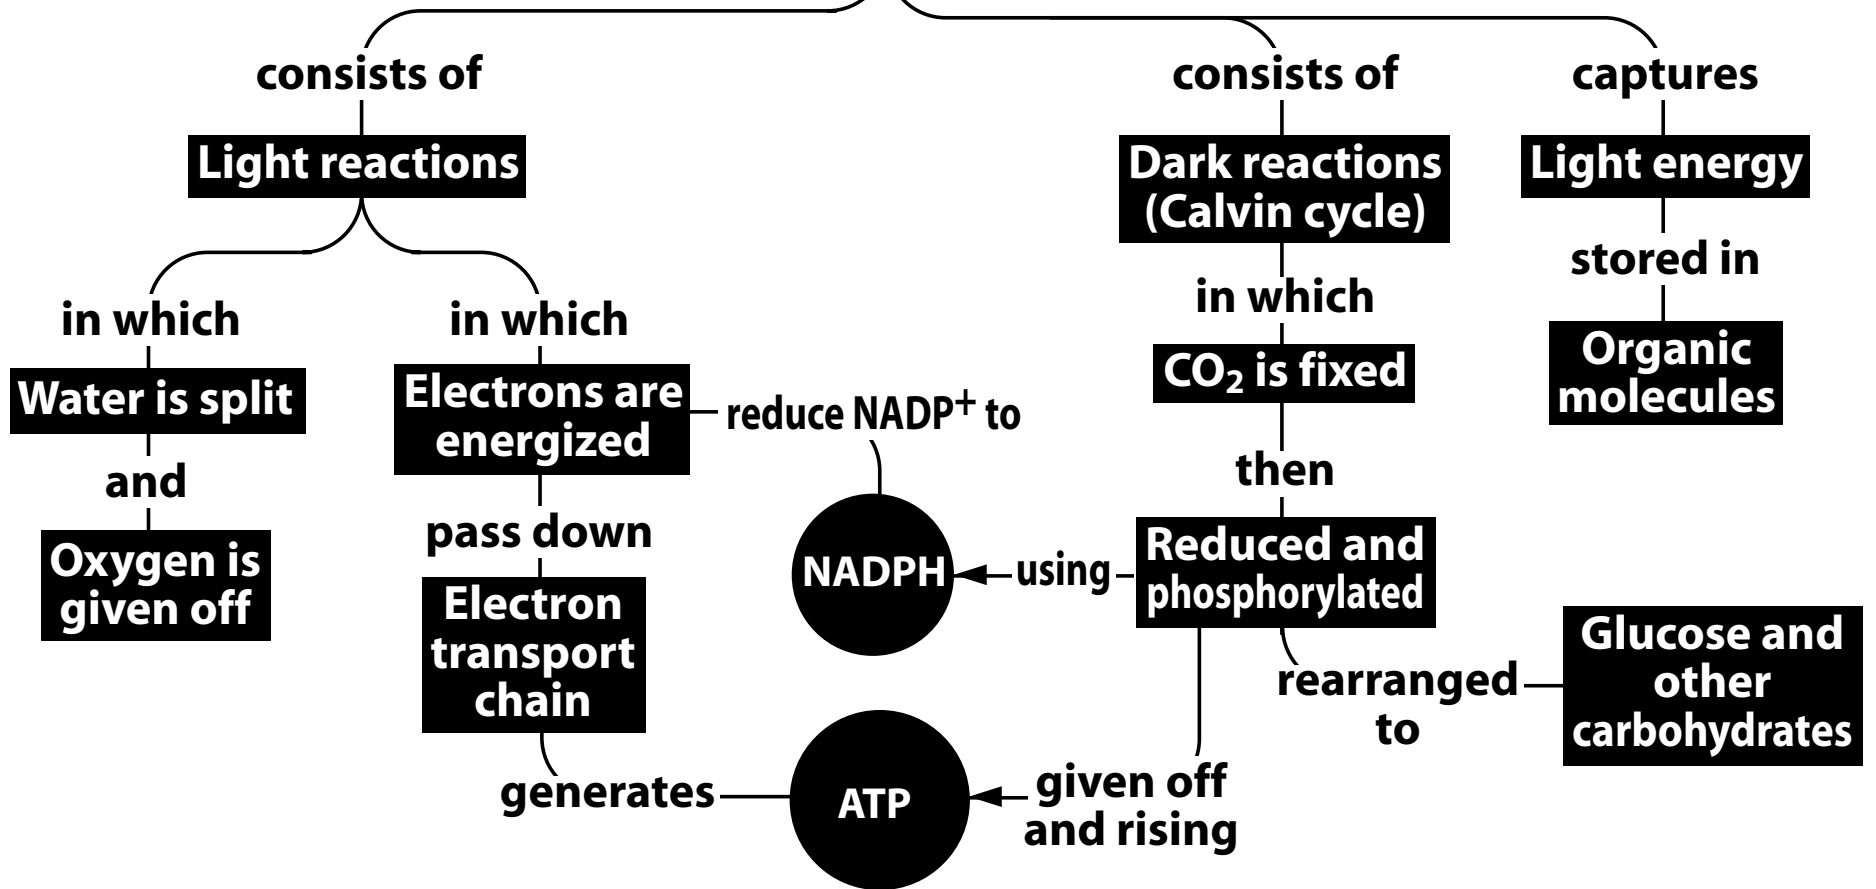 consists of
consists of
captures
Light reactions
Dark reactions
(Calvin cycle)
Light energy
stored in
in which
in which
in which
Water is split
Electrons are
energized
reduce NADP⁺ to
CO₂ is fixed
Organic
molecules
and
pass down
then
Oxygen is
given off
Electron
transport
chain
NADPH
using
Reduced and
phosphorylated
rearranged
to
Glucose and
other
carbohydrates
generates
ATP
given off
and rising